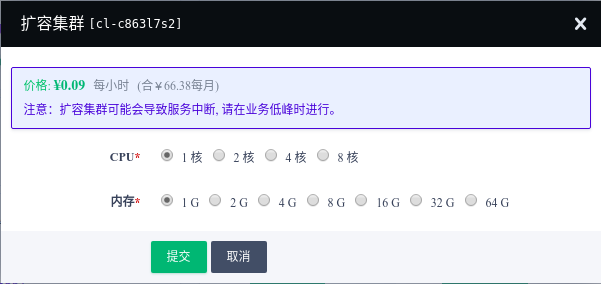 扩容集群 [cl-c863l7s2]
价格: ¥0.09 每小时 (合￥66.38每月)
注意：扩容集群可能会导致服务中断, 请在业务低峰时进行。
CPU* 1 核 2 核 4 核 8 核
内存* 1 G 2 G 4 G 8 G 16 G 32 G 64 G
提交 取消